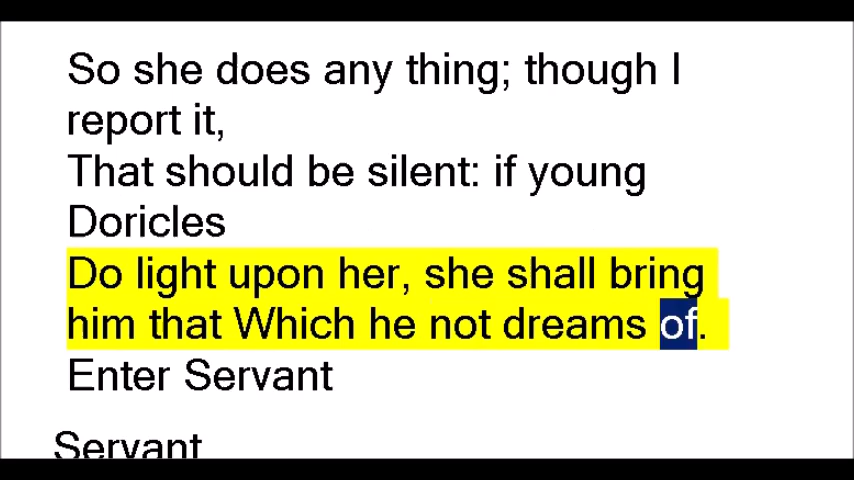 So she does any thing; though I
report it,
That should be silent: if young
Doricles
Do light upon her, she shall bring
him that Which he not dreams of.
Enter Servant
Servant